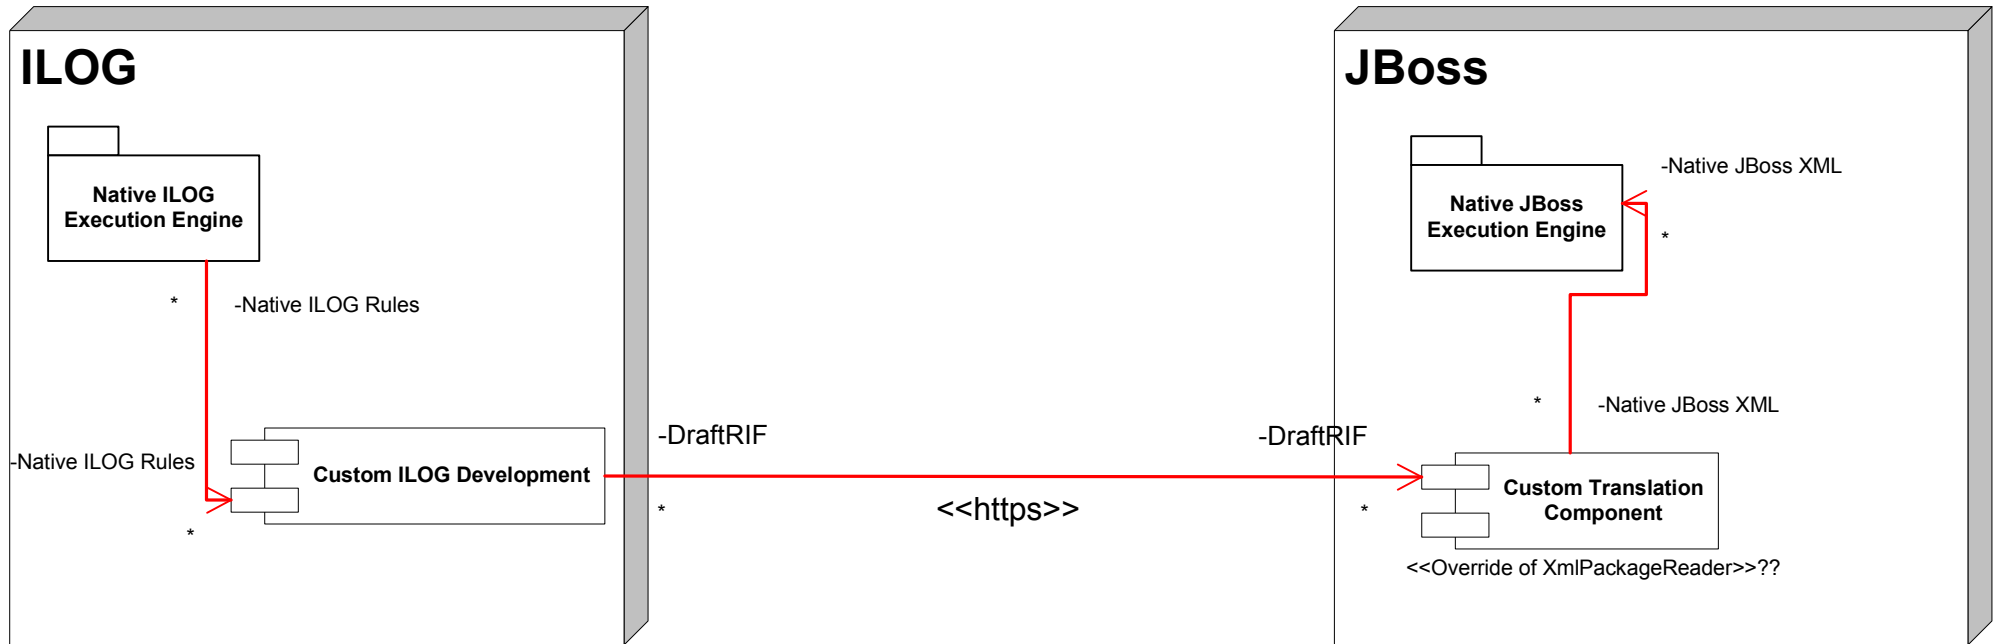 ILOG
JBoss
Native ILOG
Execution Engine
Native JBoss
Execution Engine
-Native JBoss XML
*
*
-Native ILOG Rules
*
-Native JBoss XML
-Native ILOG Rules
*
Custom ILOG Development
-DraftRIF
*
<<https>>
-DraftRIF
*
Custom Translation
Component
<<Override of XmlPackageReader>>??